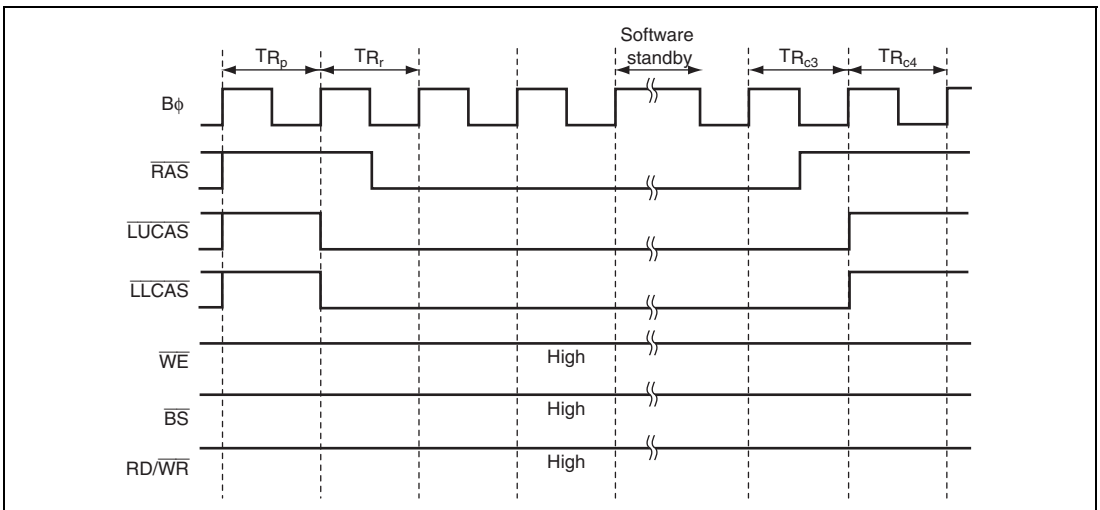 Software
standby
TRp TRr TRc3 TRc4
Bϕ
RAS
LUCAS
LLCAS
WE High
BS High
RD/WR High